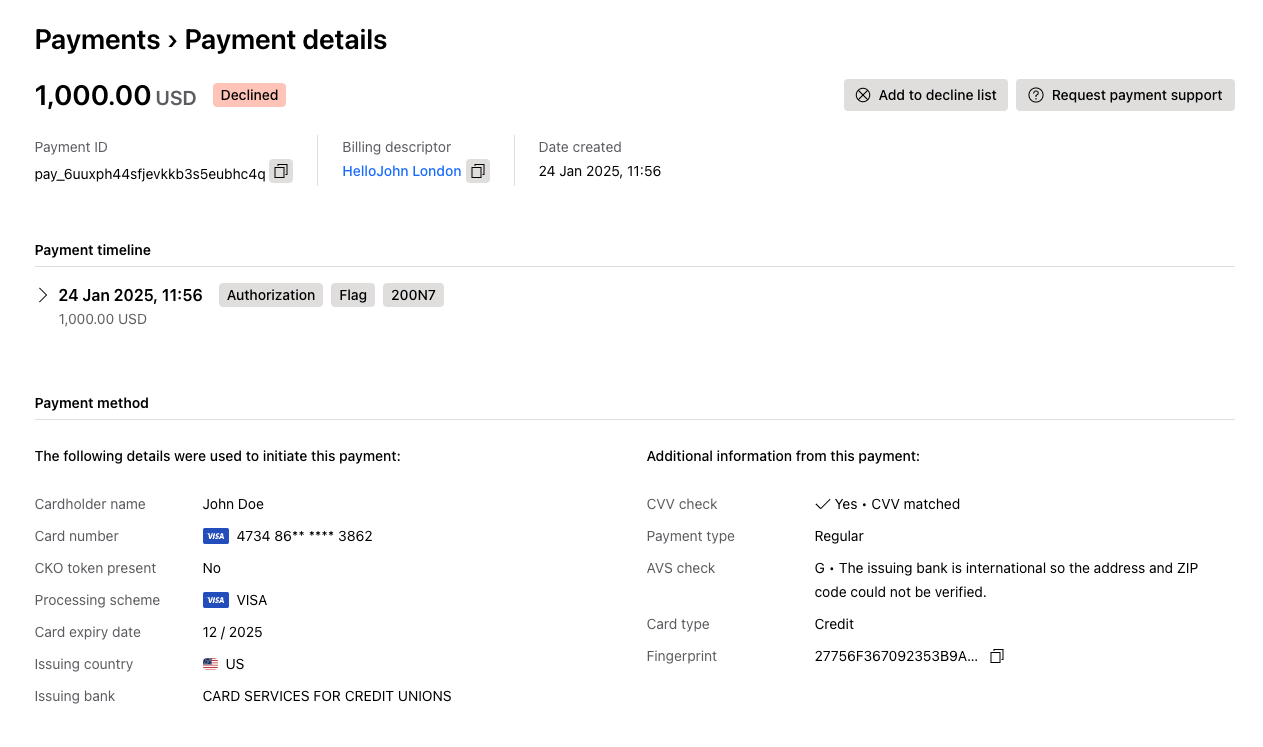 Payments › Payment details
1,000.00 USD Declined
Add to decline list
Request payment support
Payment ID
pay_6uuxph44sfjevkkb3s5eubhc4q
Billing descriptor
HelloJohn London
Date created
24 Jan 2025, 11:56
Payment timeline
24 Jan 2025, 11:56 Authorization Flag 200N7
1,000.00 USD
Payment method
The following details were used to initiate this payment:
Cardholder name John Doe
Card number VISA 4734 86** **** 3862
CKO token present No
Processing scheme VISA VISA
Card expiry date 12 / 2025
Issuing country US
Issuing bank CARD SERVICES FOR CREDIT UNIONS
Additional information from this payment:
CVV check Yes • CVV matched
Payment type Regular
AVS check G • The issuing bank is international so the address and ZIP
code could not be verified.
Card type Credit
Fingerprint 27756F367092353B9A...